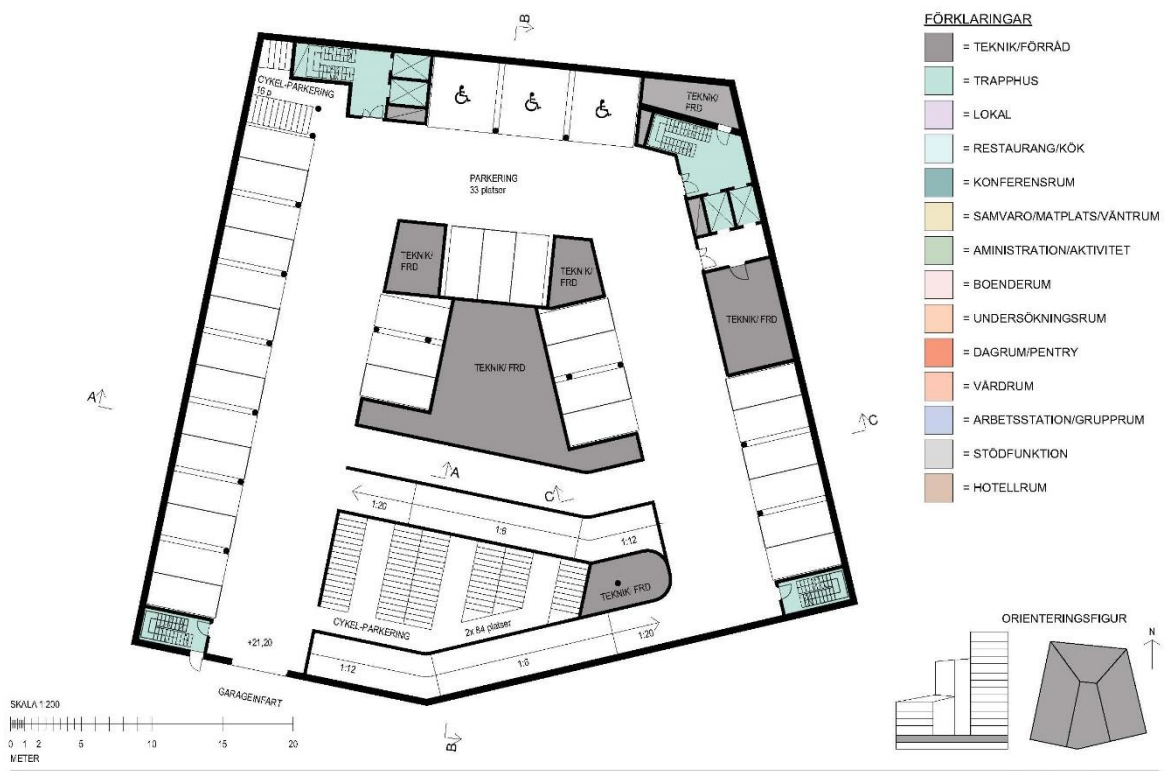 B
CYKEL-PARKERING
16 P
TEKNIK/
FRD
PARKERING
33 platser
TEKNIK/
FRD
TEKNIK/
FRD
TEKNIK/ FRD
TEKNIK/ FRD
A
C
A
C
1:20
1:6
1:12
TEKNIK/ FRD
CYKEL-PARKERING
2x 84 platser
+21,20
1:12
1:6
1:20
GARAGEINFART
B
SKALA 1:200
0 1 2 5 10 15 20
METER
FÖRKLARINGAR
= TEKNIK/FÖRRÅD
= TRAPPHUS
= LOKAL
= RESTAURANG/KÖK
= KONFERENSRUM
= SAMVARO/MATPLATS/VÄNTRUM
= AMINISTRATION/AKTIVITET
= BOENDERUM
= UNDERSÖKNINGSRUM
= DAGRUM/PENTRY
= VÅRDRUM
= ARBETSSTATION/GRUPPRUM
= STÖDFUNKTION
= HOTELLRUM
ORIENTERINGSFIGUR
N